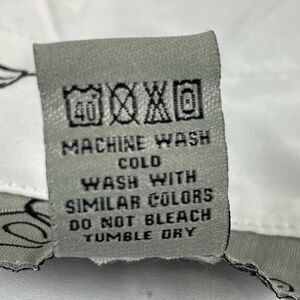 40
MACHINE WASH
COLD
WASH WITH
SIMILAR COLORS
DO NOT BLEACH
TUMBLE DRY